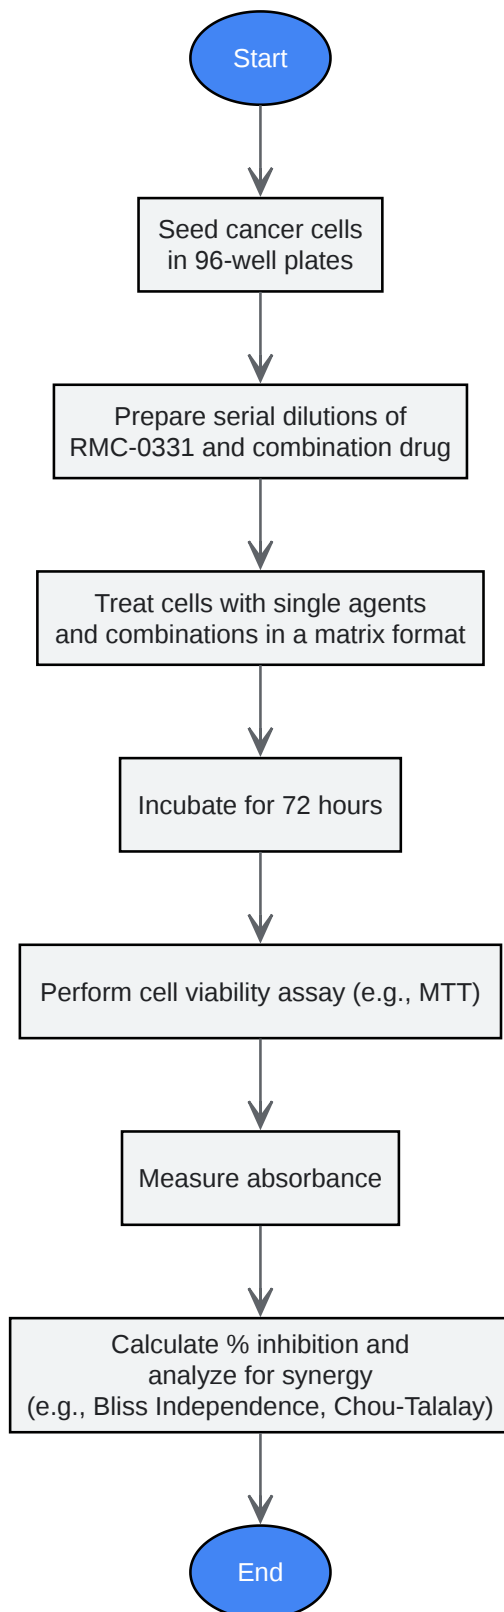 Start
Seed cancer cells
in 96-well plates
Prepare serial dilutions of
RMC-0331 and combination drug
Treat cells with single agents
and combinations in a matrix format
Incubate for 72 hours
Perform cell viability assay (e.g., MTT)
Measure absorbance
Calculate % inhibition and
analyze for synergy
(e.g., Bliss Independence, Chou-Talalay)
End